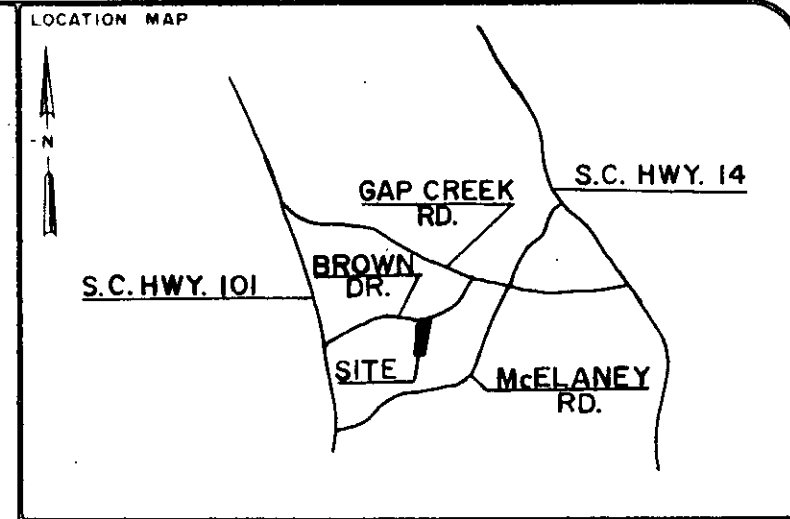 LOCATION MAP
N
S.C. HWY. 14
GAP CREEK
RD.
BROWN
DR.
S.C. HWY. 101
SITE
McELANEY
RD.